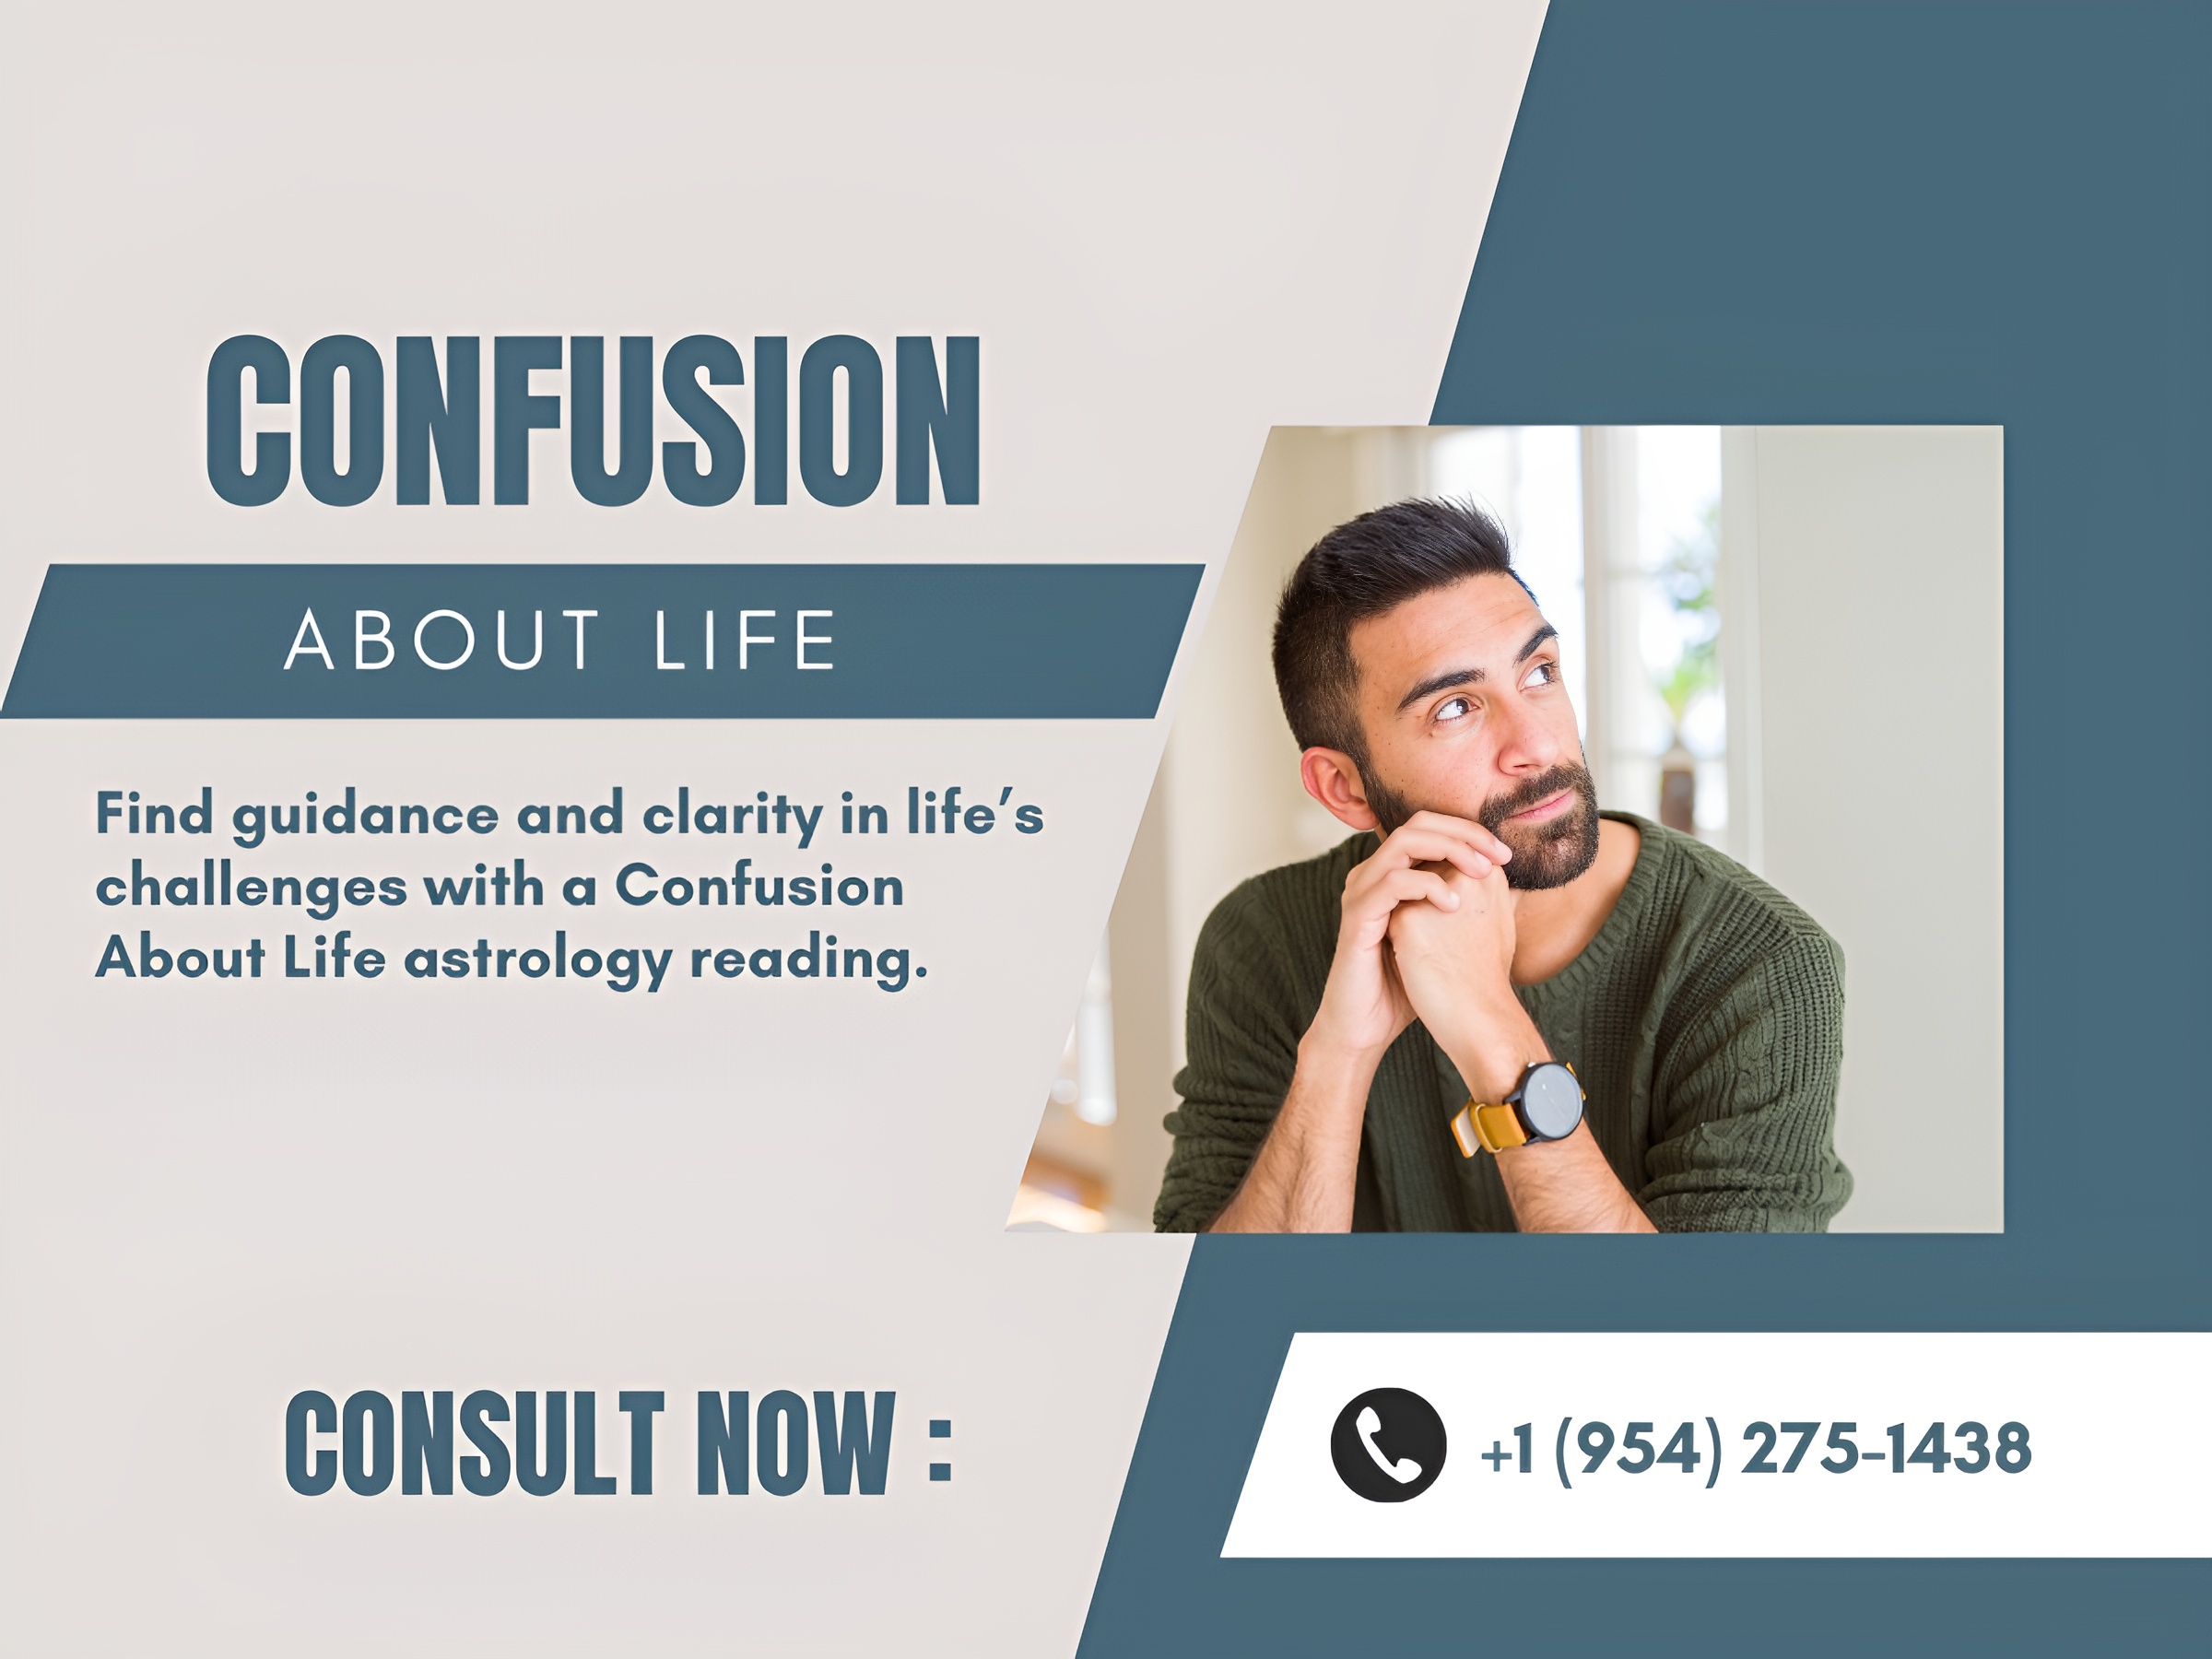 CONFUSION
ABOUT LIFE
Find guidance and clarity in life’s
challenges with a Confusion
About Life astrology reading.
CONSULT NOW :
+1 (954) 275-1438